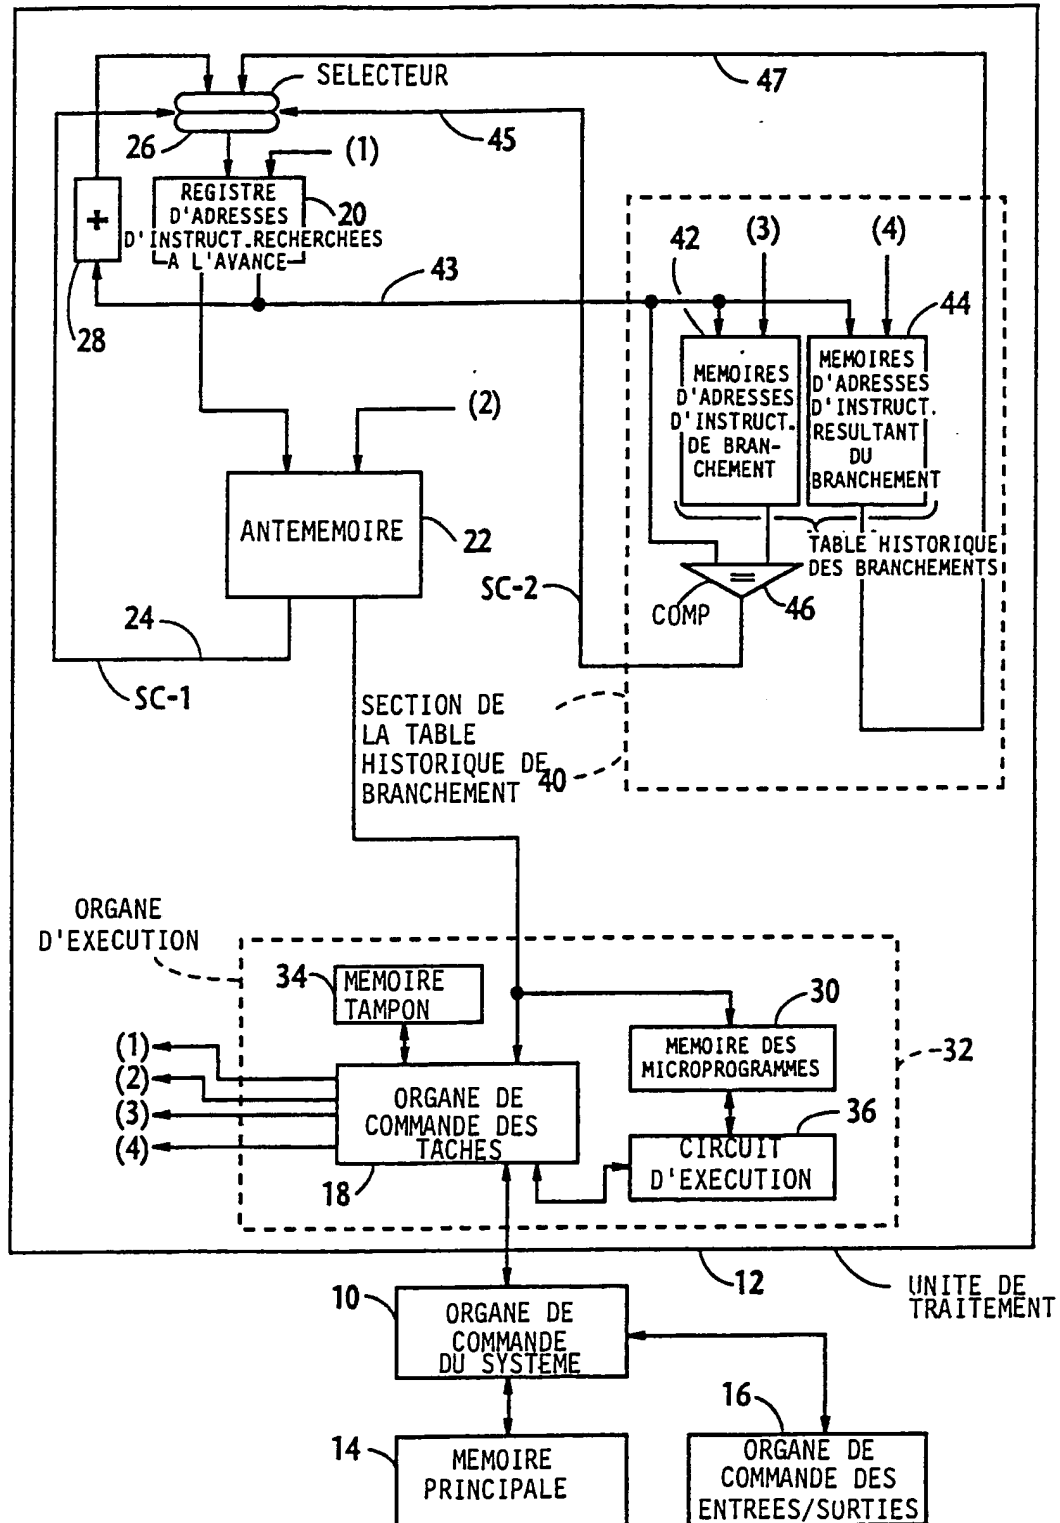 SELECTEUR
47
45
26
(1)
REGISTRE
D'ADRESSES
D'INSTRUCT.RECHERCHEES
A L'AVANCE
20
+
28
43
42
(3)
(4)
44
MEMOIRES
D'ADRESSES
D'INSTRUCT.
DE BRAN-
CHEMENT
MEMOIRES
D'ADRESSES
D'INSTRUCT.
RESULTANT
DU
BRANCHEMENT
(2)
ANTEMEMOIRE
22
TABLE HISTORIQUE
DES BRANCHEMENTS
=
COMP
46
SC-2
24
SC-1
SECTION DE
LA TABLE
HISTORIQUE DE
BRANCHEMENT
40
ORGANE
D'EXECUTION
34
MEMOIRE
TAMPON
30
MEMOIRE DES
MICROPROGRAMMES
32
(1)
(2)
(3)
(4)
ORGANE DE
COMMANDE DES
TACHES
18
36
CIRCUIT
D'EXECUTION
12
UNITE DE
TRAITEMENT
10
ORGANE DE
COMMANDE
DU SYSTEME
14
MEMOIRE
PRINCIPALE
16
ORGANE DE
COMMANDE DES
ENTREES/SORTIES